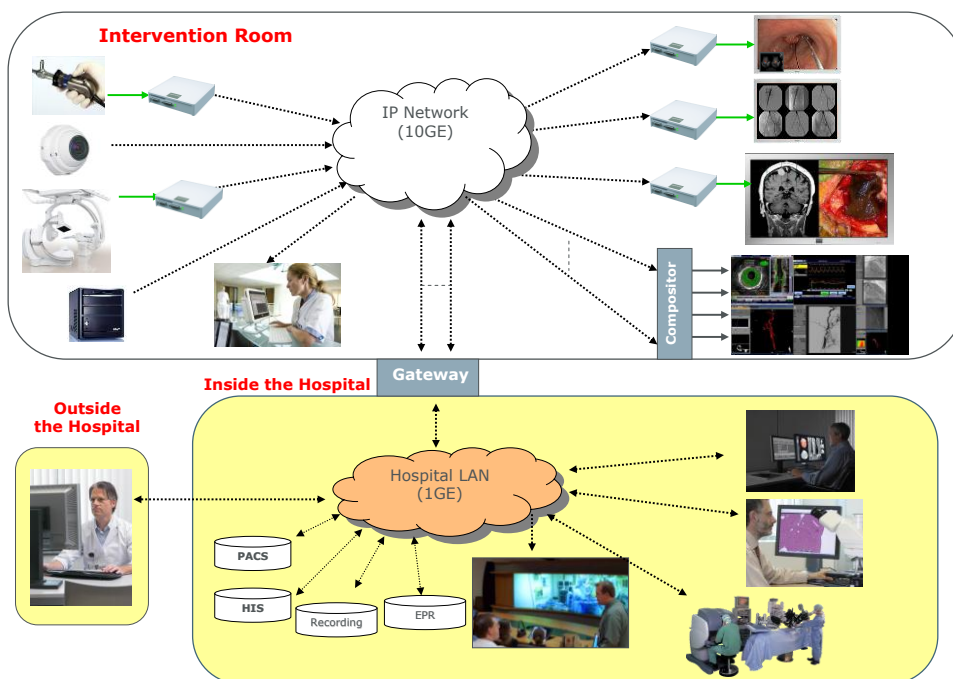 Intervention Room
IP Network
(10GE)
Compositor
Gateway
Inside the Hospital
Outside
the Hospital
Hospital LAN
(1GE)
PACS
HIS
Recording
EPR